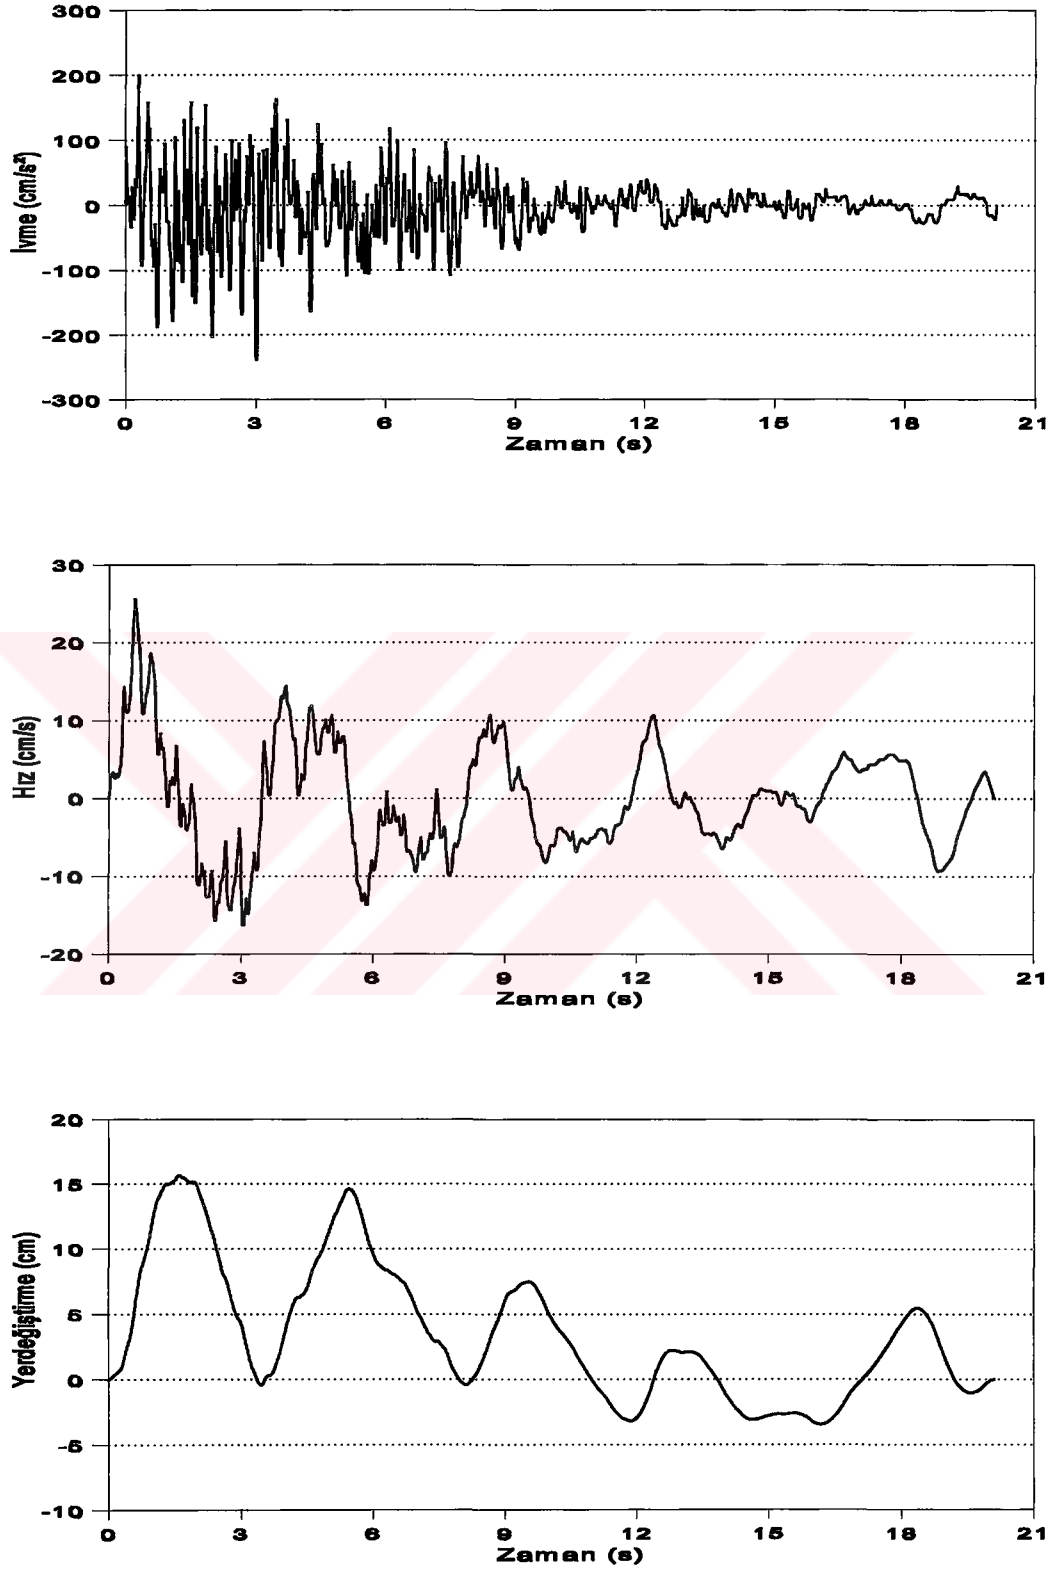 300
200
100
0
-100
-200
-300
İvme (cm/s²)
0 3 6 9 12 15 18 21
Zaman (s)
30
20
10
0
-10
-20
Hız (cm/s)
0 3 6 9 12 15 18 21
Zaman (s)
20
15
10
5
0
-5
-10
Yerdeğiştirme (cm)
0 3 6 9 12 15 18 21
Zaman (s)